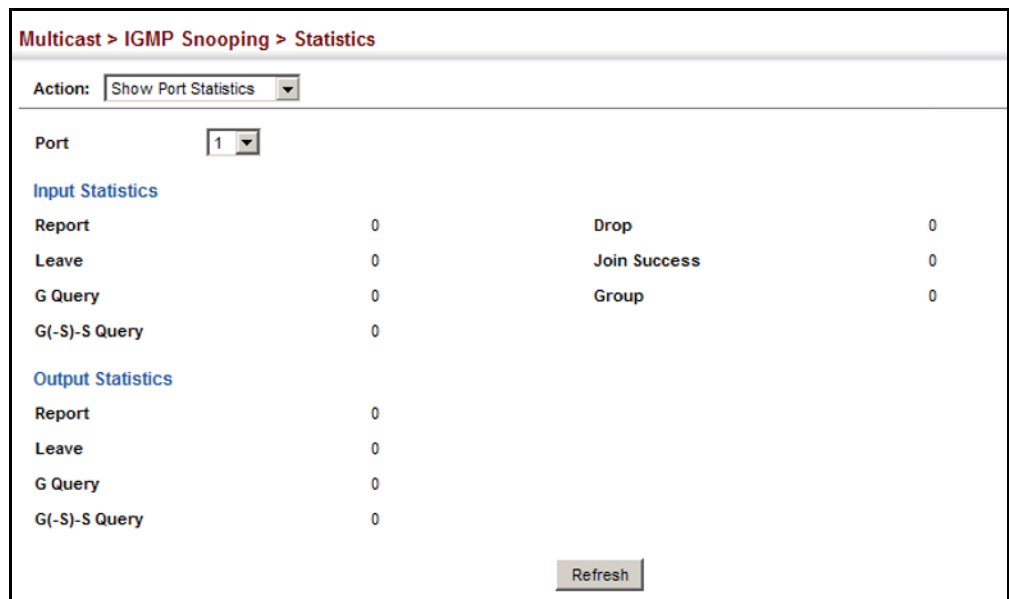 Multicast > IGMP Snooping > Statistics
Action: Show Port Statistics
Port 1
Input Statistics
Report 0 Drop 0
Leave 0 Join Success 0
G Query 0 Group 0
G(-S)-S Query 0
Output Statistics
Report 0
Leave 0
G Query 0
G(-S)-S Query 0
Refresh